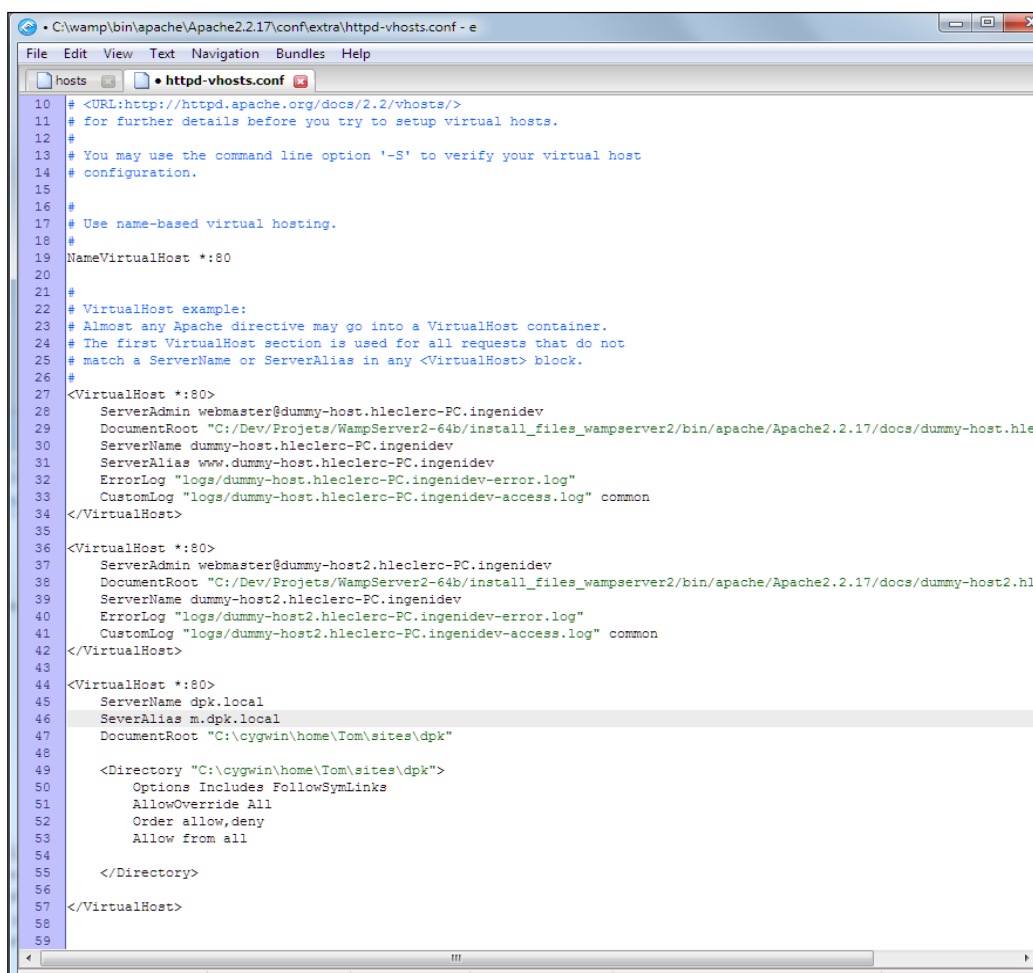 • C:\wamp\bin\apache\Apache2.2.17\conf\extra\httpd-vhosts.conf - e
File Edit View Text Navigation Bundles Help
hosts • httpd-vhosts.conf
10 # <URL:http://httpd.apache.org/docs/2.2/vhosts/>
11 # for further details before you try to setup virtual hosts.
12 #
13 # You may use the command line option '-S' to verify your virtual host
14 # configuration.
15
16 #
17 # Use name-based virtual hosting.
18 #
19 NameVirtualHost *:80
20
21 #
22 # VirtualHost example:
23 # Almost any Apache directive may go into a VirtualHost container.
24 # The first VirtualHost section is used for all requests that do not
25 # match a ServerName or ServerAlias in any <VirtualHost> block.
26 #
27 <VirtualHost *:80>
28 ServerAdmin webmaster@dummy-host.hleclerc-PC.ingenidev
29 DocumentRoot "C:/Dev/Projets/WampServer2-64b/install_files_wampserver2/bin/apache/Apache2.2.17/docs/dummy-host.hle
30 ServerName dummy-host.hleclerc-PC.ingenidev
31 ServerAlias www.dummy-host.hleclerc-PC.ingenidev
32 ErrorLog "logs/dummy-host.hleclerc-PC.ingenidev-error.log"
33 CustomLog "logs/dummy-host.hleclerc-PC.ingenidev-access.log" common
34 </VirtualHost>
35
36 <VirtualHost *:80>
37 ServerAdmin webmaster@dummy-host2.hleclerc-PC.ingenidev
38 DocumentRoot "C:/Dev/Projets/WampServer2-64b/install_files_wampserver2/bin/apache/Apache2.2.17/docs/dummy-host2.hl
39 ServerName dummy-host2.hleclerc-PC.ingenidev
40 ErrorLog "logs/dummy-host2.hleclerc-PC.ingenidev-error.log"
41 CustomLog "logs/dummy-host2.hleclerc-PC.ingenidev-access.log" common
42 </VirtualHost>
43
44 <VirtualHost *:80>
45 ServerName dpk.local
46 SeverAlias m.dpk.local
47 DocumentRoot "C:\cygwin\home\Tom\sites\dpk"
48
49 <Directory "C:\cygwin\home\Tom\sites\dpk">
50 Options Includes FollowSymLinks
51 AllowOverride All
52 Order allow,deny
53 Allow from all
54
55 </Directory>
56
57 </VirtualHost>
58
59